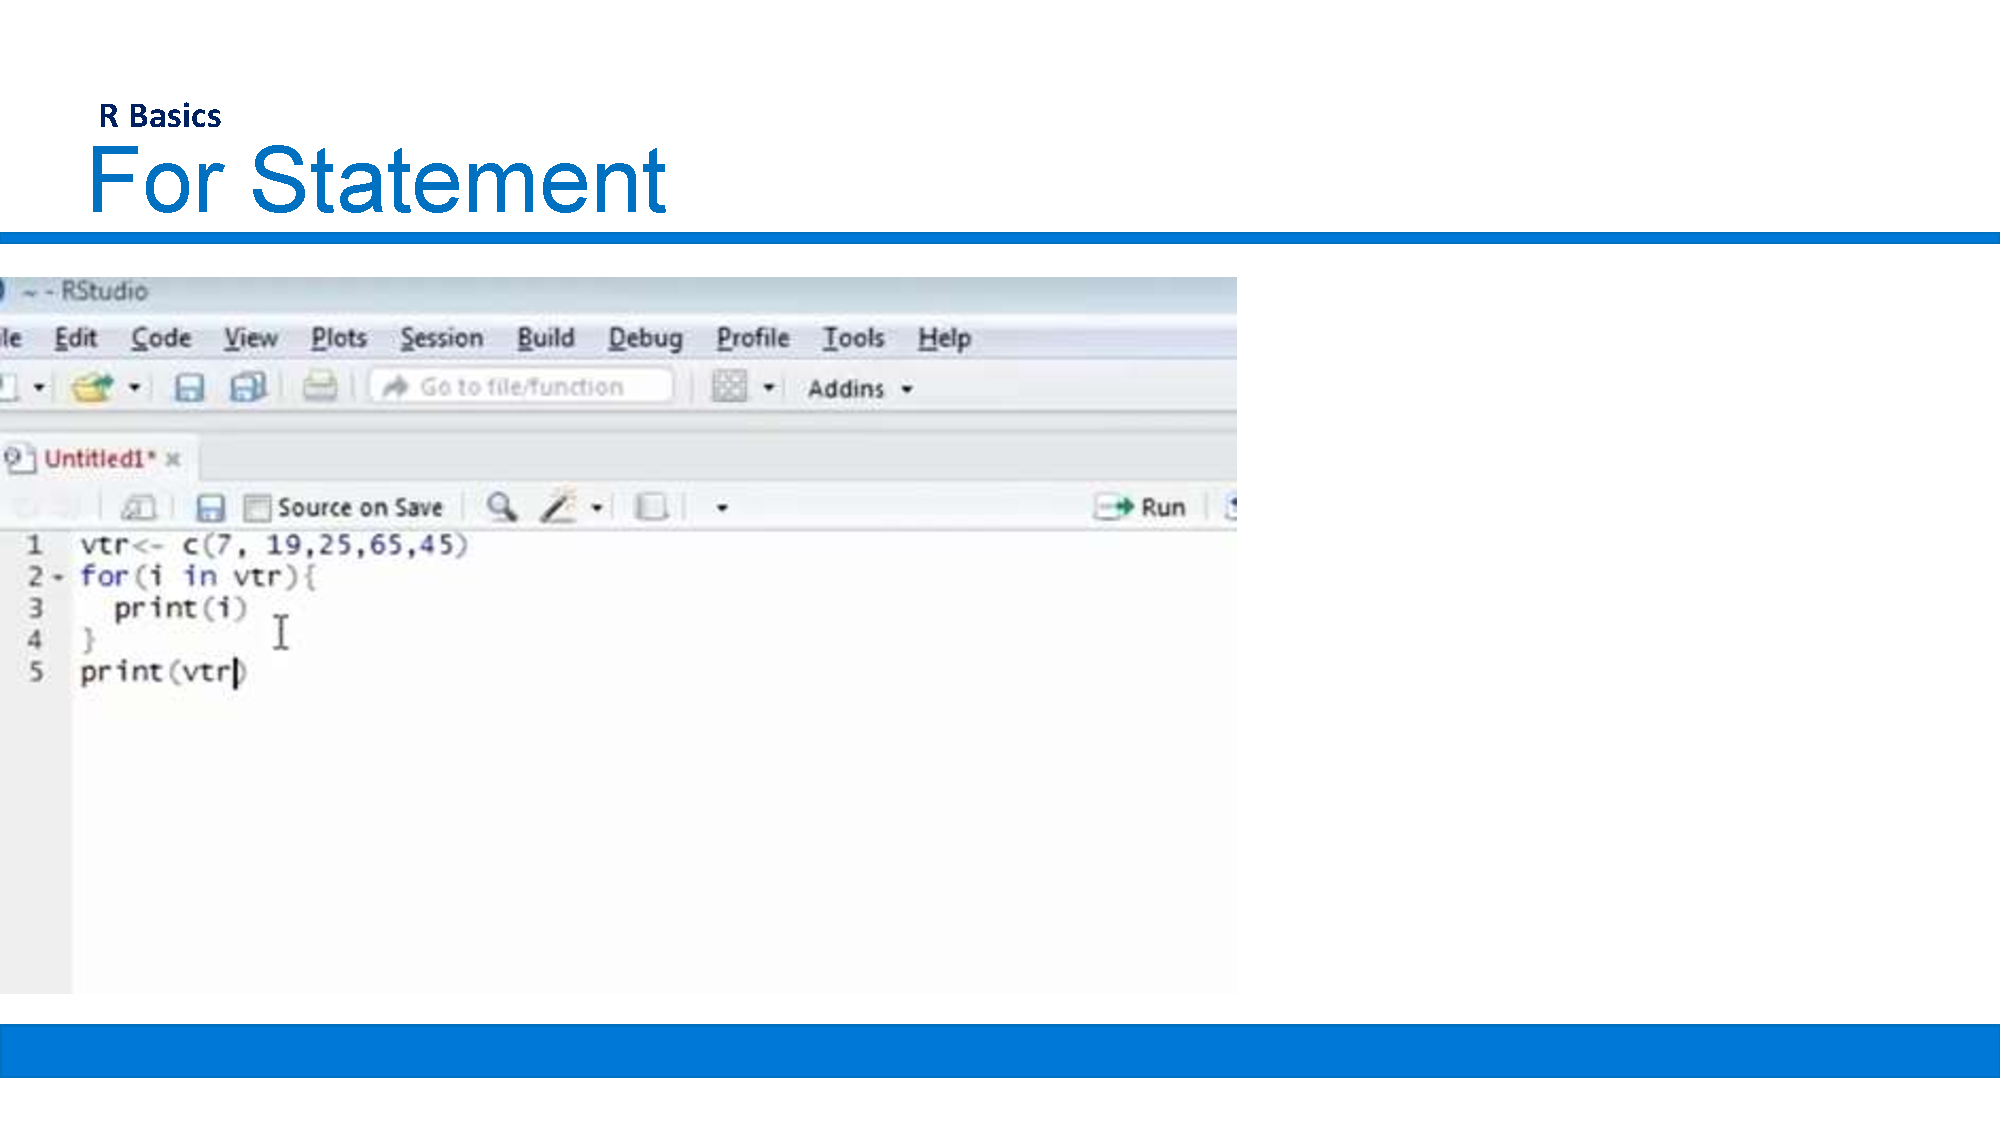 R Basics
For Statement
~ - RStudio
le Edit Code View Plots Session Build Debug Profile Tools Help
Go to file/function Addins
Untitled1*
Source on Save Run
1 vtr<- c(7, 19,25,65,45)
2 for(i in vtr){
3 print(i)
4 }
5 print(vtr)